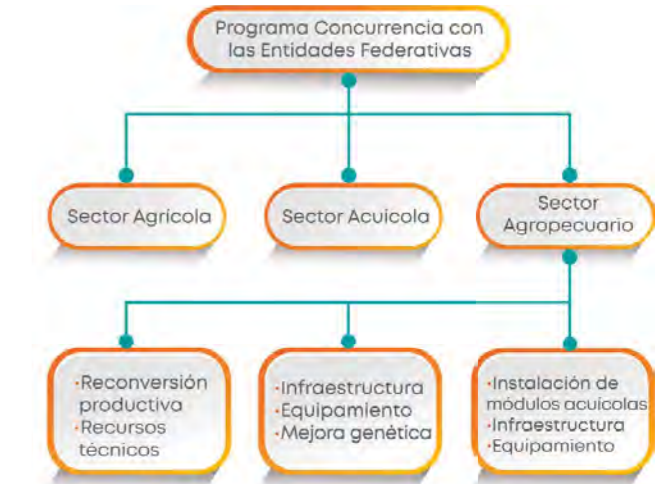 Programa Concurrencia con
las Entidades Federativas
Sector Agrícola
Sector Acuicola
Sector
Agropecuario
·Reconversión
productiva
·Recursos
técnicos
·Infraestructura
·Equipamiento
·Mejora genética
·Instalación de
módulos acuícolas
·Infraestructura
·Equipamiento